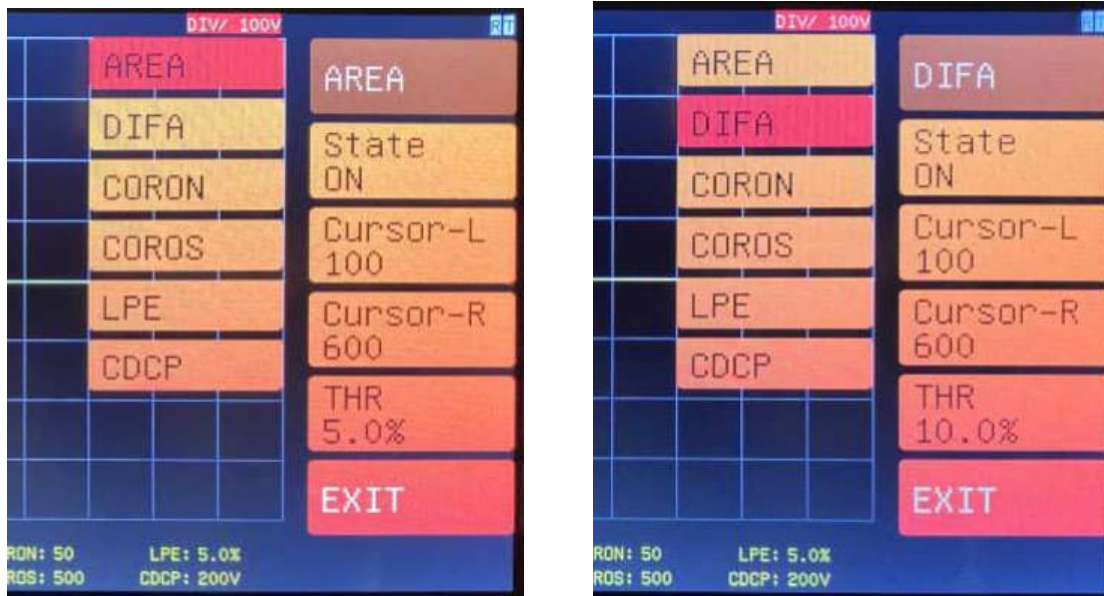 DIV/ 100V
RT
AREA
DIFA
CORON
COROS
LPE
CDCP
AREA
State
ON
Cursor-L
100
Cursor-R
600
THR
5.0%
EXIT
RON: 50 LPE: 5.0%
ROS: 500 CDCP: 200V
DIV/ 100V
AREA
DIFA
CORON
COROS
LPE
CDCP
DIFA
State
ON
Cursor-L
100
Cursor-R
600
THR
10.0%
EXIT
RON: 50 LPE: 5.0%
ROS: 500 CDCP: 200V